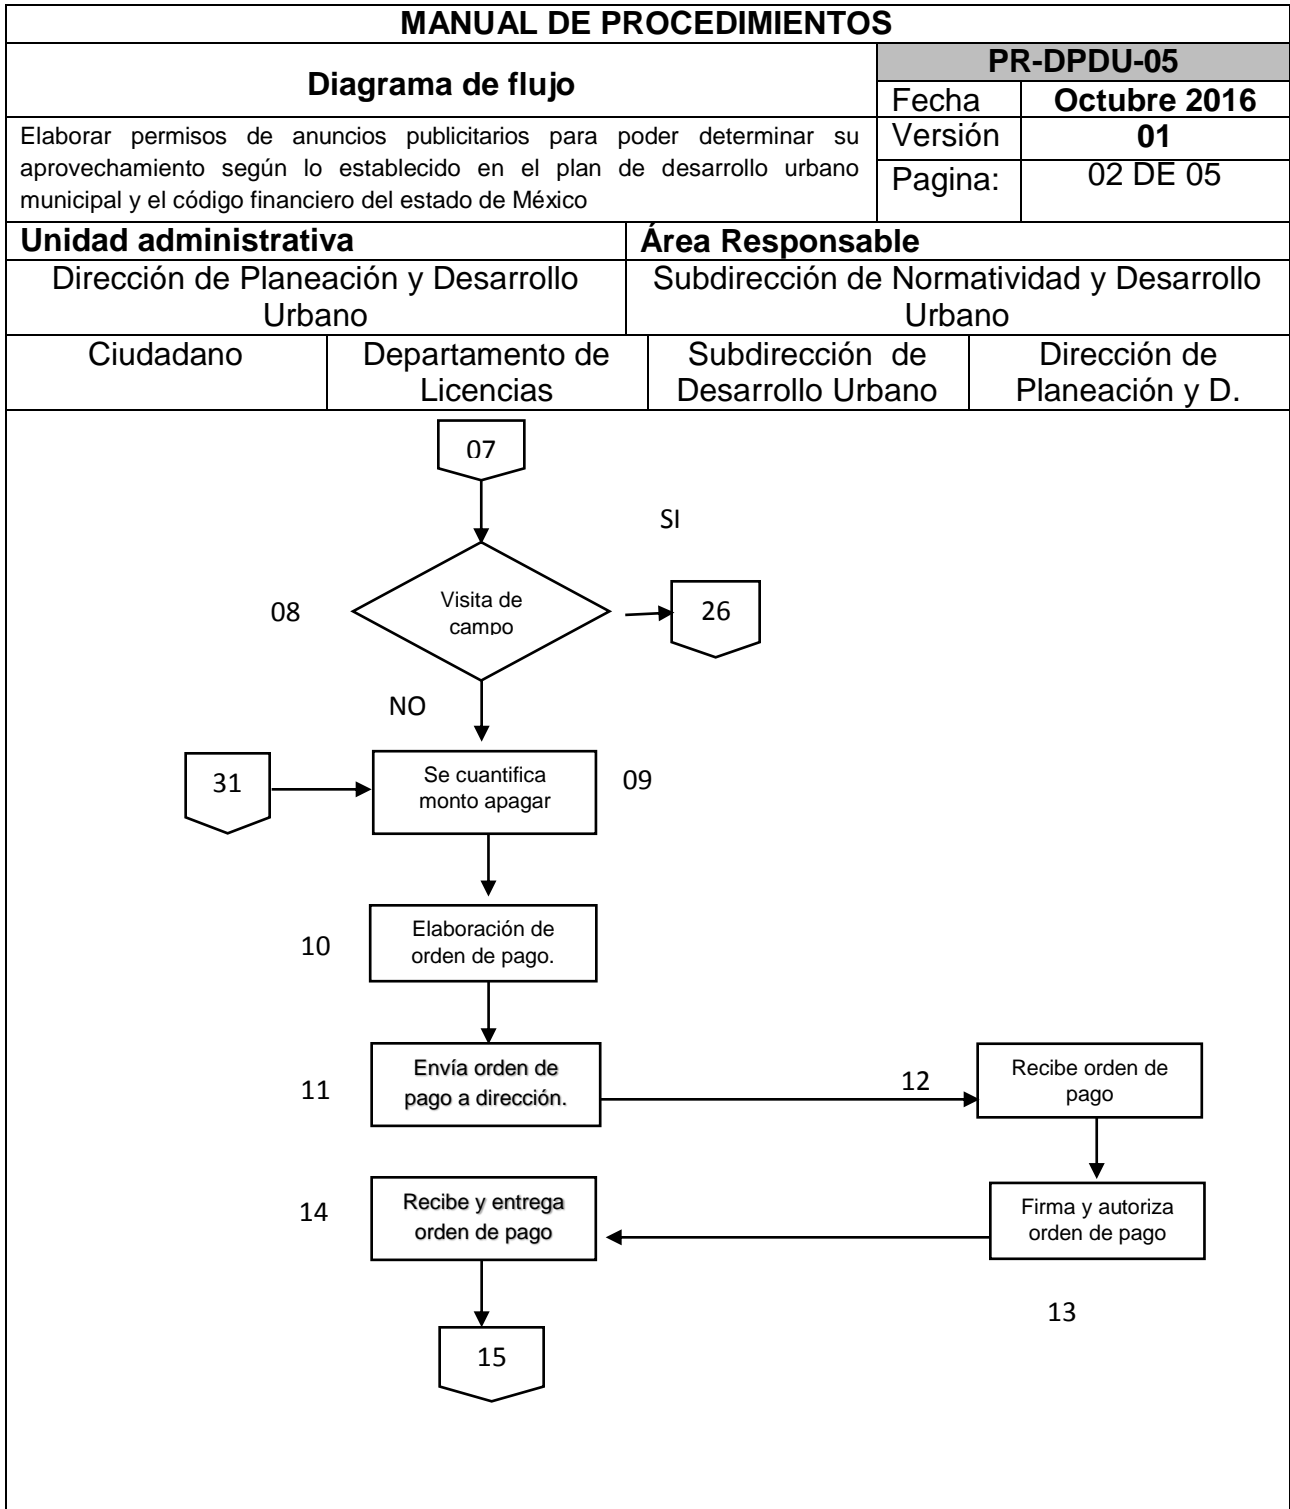 MANUAL DE PROCEDIMIENTOS
Diagrama de flujo
PR-DPDU-05
Fecha
Octubre 2016
Elaborar permisos de anuncios publicitarios para poder determinar su
aprovechamiento según lo establecido en el plan de desarrollo urbano
municipal y el código financiero del estado de México
Versión
01
Pagina:
02 DE 05
Unidad administrativa
Área Responsable
Dirección de Planeación y Desarrollo
Urbano
Subdirección de Normatividad y Desarrollo
Urbano
Ciudadano
Departamento de
Licencias
Subdirección de
Desarrollo Urbano
Dirección de
Planeación y D.
07
SI
08
Visita de
campo
26
NO
31
Se cuantifica
monto apagar
09
10
Elaboración de
orden de pago.
11
Envía orden de
pago a dirección.
12
Recibe orden de
pago
14
Recibe y entrega
orden de pago
Firma y autoriza
orden de pago
13
15